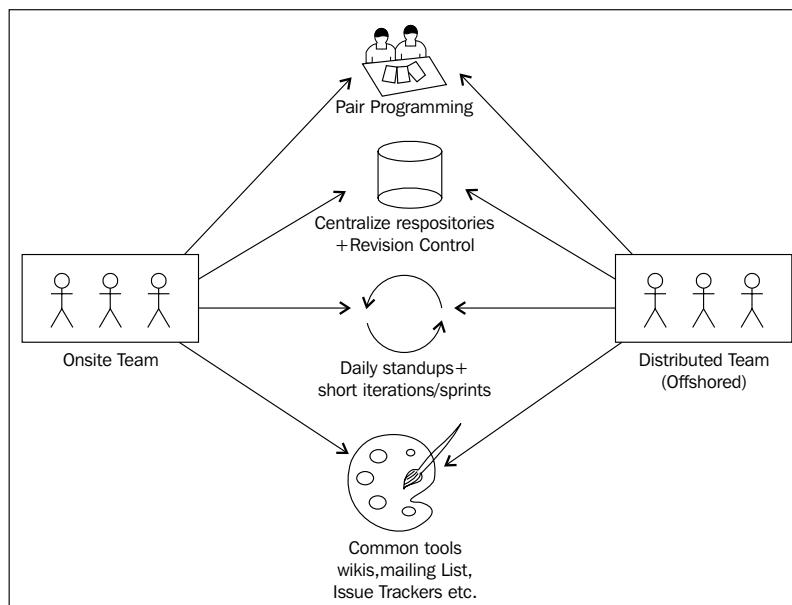 Pair Programming
Centralize respositories
+Revision Control
Onsite Team
Daily standups+
short iterations/sprints
Distributed Team
(Offshored)
Common tools
wikis,mailing List,
Issue Trackers etc.